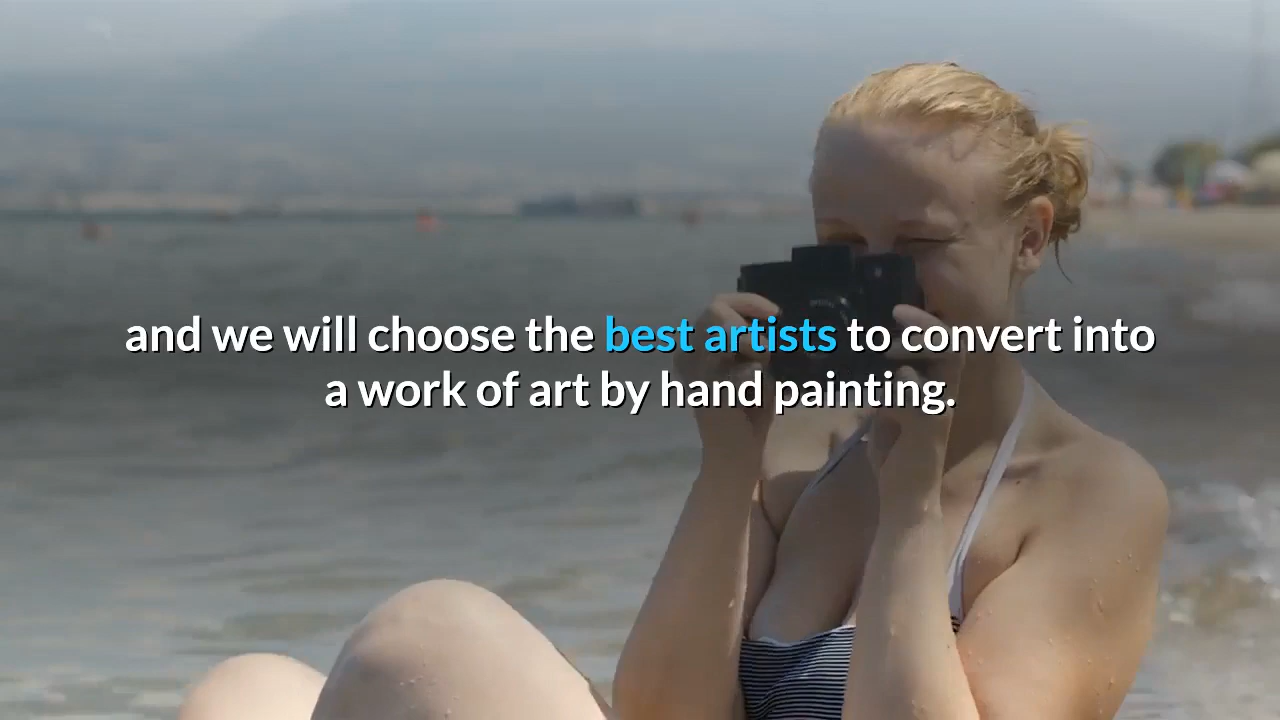 and we will choose the best artists to convert into
a work of art by hand painting.